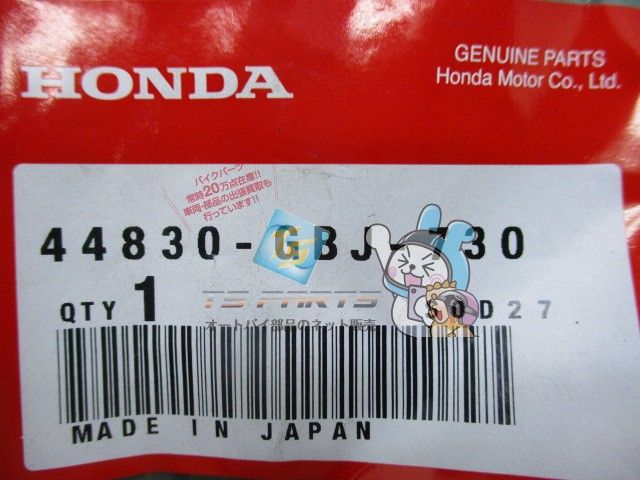 HONDA
GENUINE PARTS
Honda Motor Co., Ltd.
バイクパーツ
常時20万点在庫!!
車両・部品の出張買取も
行っています!!
44830-GBJ-730
TS PARTS
QTY 1
オートバイ部品のネット販売
MADE IN JAPAN